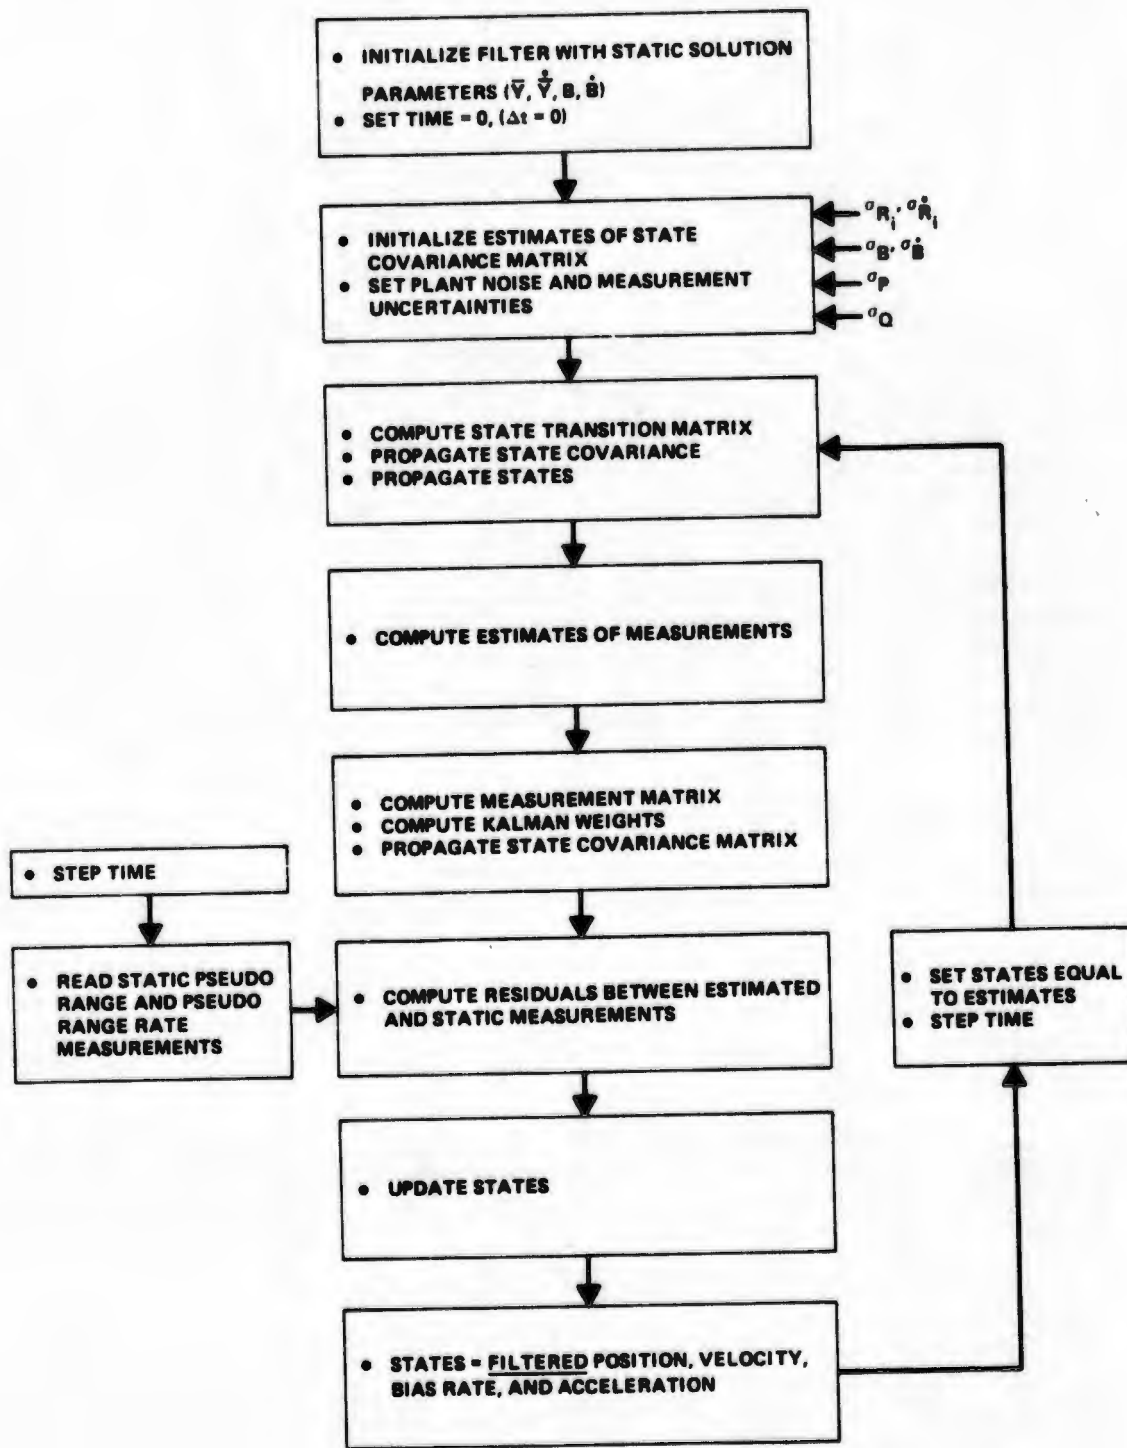 • INITIALIZE FILTER WITH STATIC SOLUTION
PARAMETERS (Y̅, Y̅̇, B, Ḃ)
• SET TIME = 0, (Δt = 0)
• INITIALIZE ESTIMATES OF STATE
COVARIANCE MATRIX
• SET PLANT NOISE AND MEASUREMENT
UNCERTAINTIES
σRᵢ, σṘᵢ
σB, σḂ
σP
σQ
• COMPUTE STATE TRANSITION MATRIX
• PROPAGATE STATE COVARIANCE
• PROPAGATE STATES
• COMPUTE ESTIMATES OF MEASUREMENTS
• COMPUTE MEASUREMENT MATRIX
• COMPUTE KALMAN WEIGHTS
• PROPAGATE STATE COVARIANCE MATRIX
• STEP TIME
• READ STATIC PSEUDO
RANGE AND PSEUDO
RANGE RATE
MEASUREMENTS
• COMPUTE RESIDUALS BETWEEN ESTIMATED
AND STATIC MEASUREMENTS
• SET STATES EQUAL
TO ESTIMATES
• STEP TIME
• UPDATE STATES
• STATES = FILTERED POSITION, VELOCITY,
BIAS RATE, AND ACCELERATION